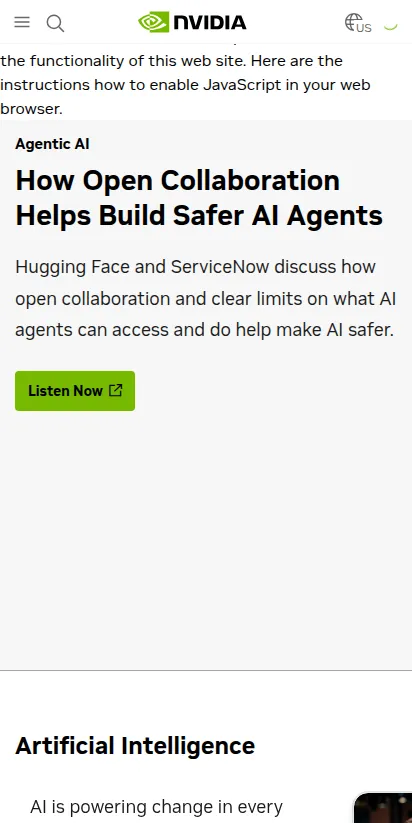 NVIDIA
US
the functionality of this web site. Here are the
instructions how to enable JavaScript in your web
browser.
Agentic AI
How Open Collaboration
Helps Build Safer AI Agents
Hugging Face and ServiceNow discuss how
open collaboration and clear limits on what AI
agents can access and do help make AI safer.
Listen Now
Artificial Intelligence
AI is powering change in every